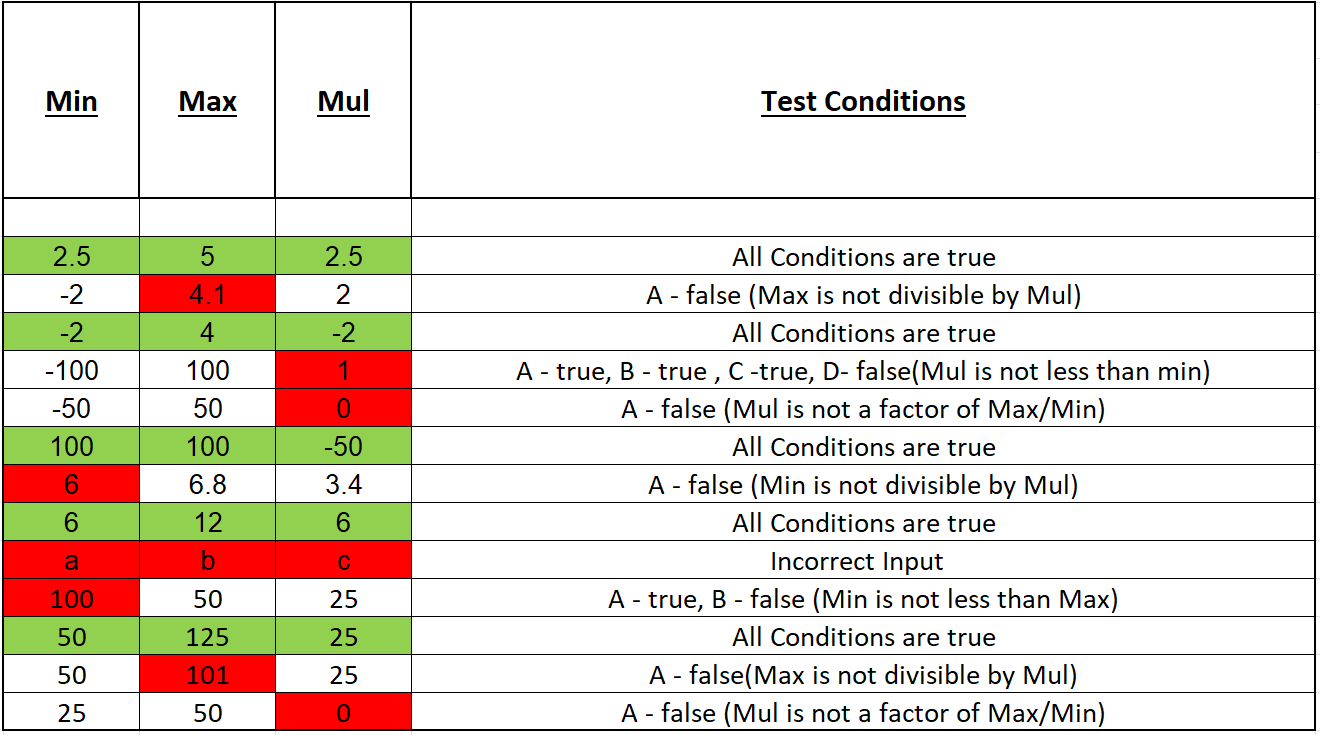 Min Max Mul Test Conditions
2.5 5 2.5 All Conditions are true
-2 4.1 2 A - false (Max is not divisible by Mul)
-2 4 -2 All Conditions are true
-100 100 1 A - true, B - true , C -true, D- false(Mul is not less than min)
-50 50 0 A - false (Mul is not a factor of Max/Min)
100 100 -50 All Conditions are true
6 6.8 3.4 A - false (Min is not divisible by Mul)
6 12 6 All Conditions are true
a b c Incorrect Input
100 50 25 A - true, B - false (Min is not less than Max)
50 125 25 All Conditions are true
50 101 25 A - false(Max is not divisible by Mul)
25 50 0 A - false (Mul is not a factor of Max/Min)